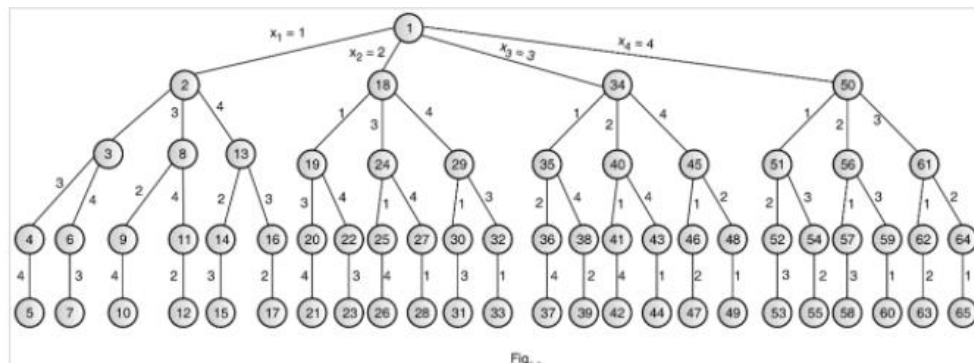 1
x₁ = 1
x₂ = 2
x₃ = 3
x₄ = 4
2 18 34 50
3 4 1 3 4 1 2 4 1 2 3
3 8 13 19 24 29 35 40 45 51 56 61
3 4 2 4 2 3 3 4 1 4 1 3 2 4 1 4 1 2 2 3 1 3 1 2
4 6 9 11 14 16 20 22 25 27 30 32 36 38 41 43 46 48 52 54 57 59 62 64
4 3 4 2 3 2 4 3 4 1 3 1 4 2 4 1 2 1 3 2 3 1 2 1
5 7 10 12 15 17 21 23 26 28 31 33 37 39 42 44 47 49 53 55 58 60 63 65
Fig